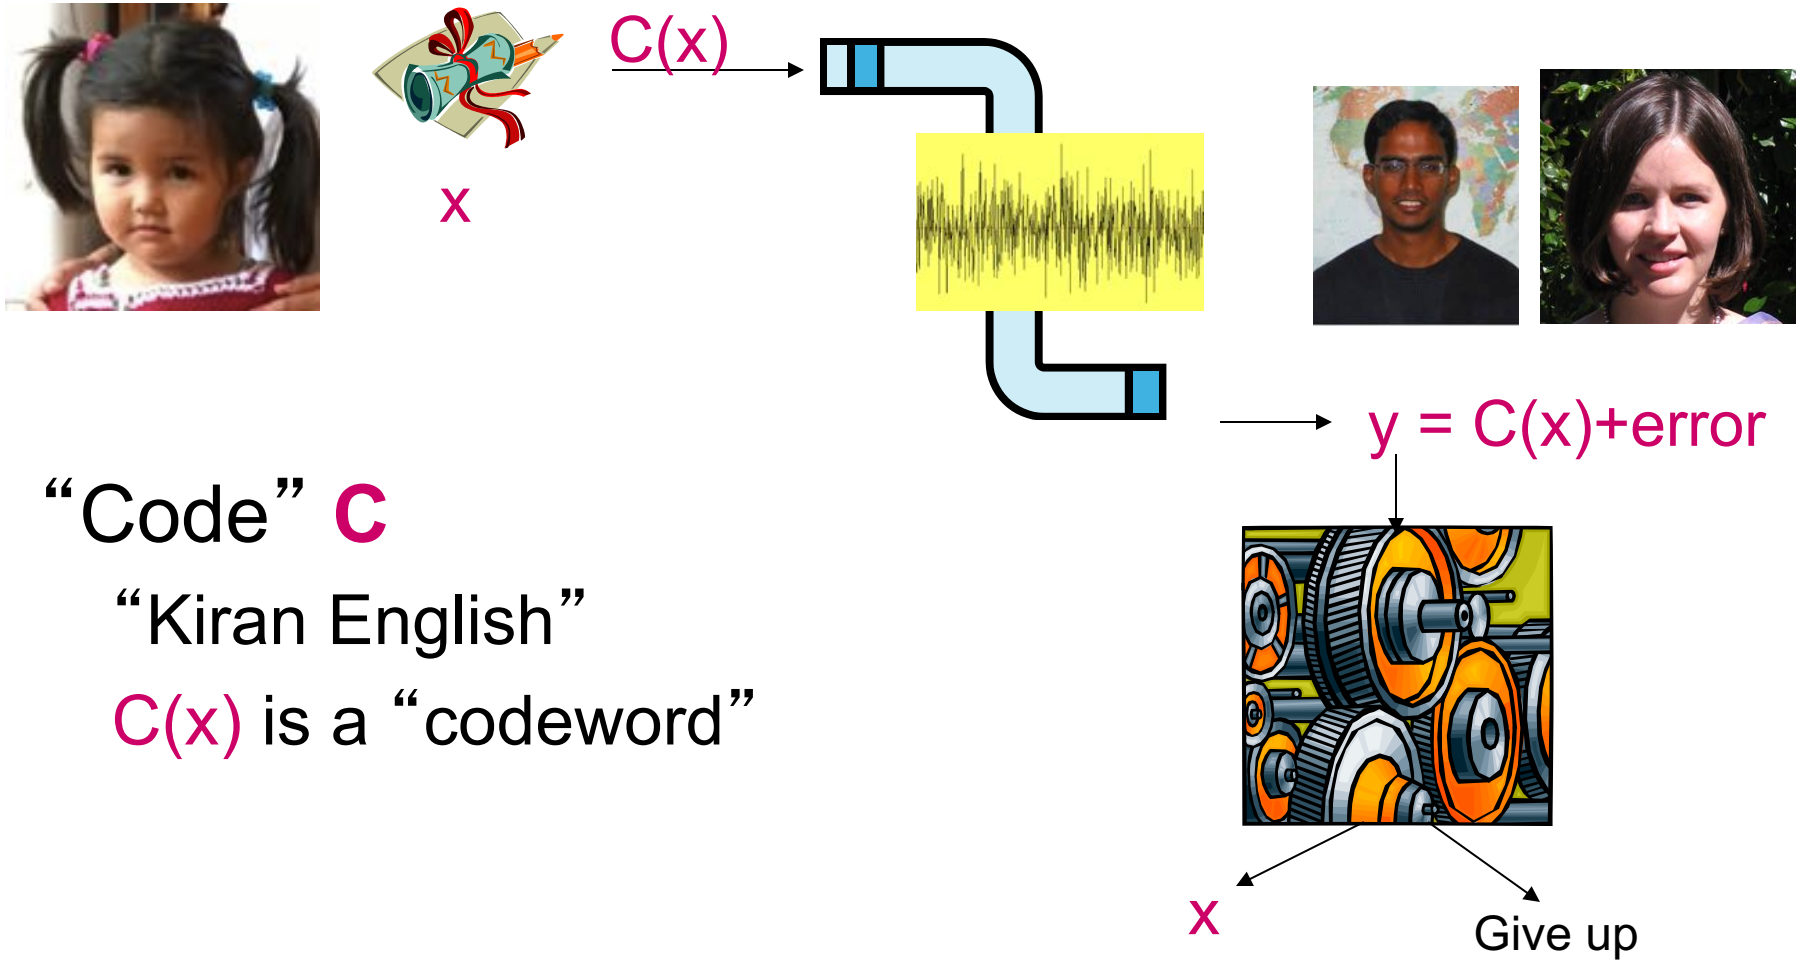 C(x)
x
y = C(x)+error
“Code” C
“Kiran English”
C(x) is a “codeword”
x
Give up